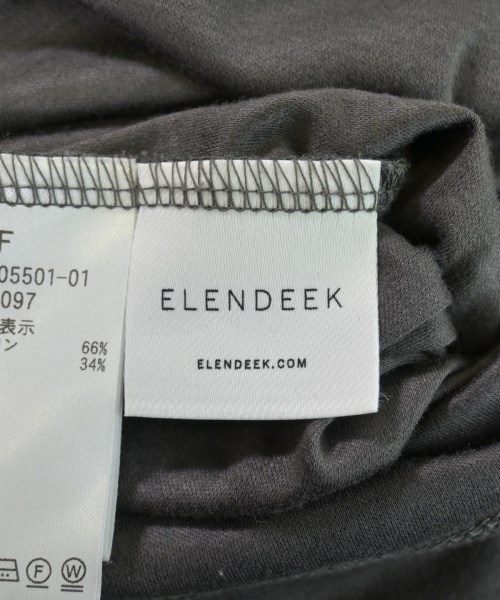 F
05501-01
097
表示
ン 66%
34%
ELENDEEK
ELENDEEK.COM
F W